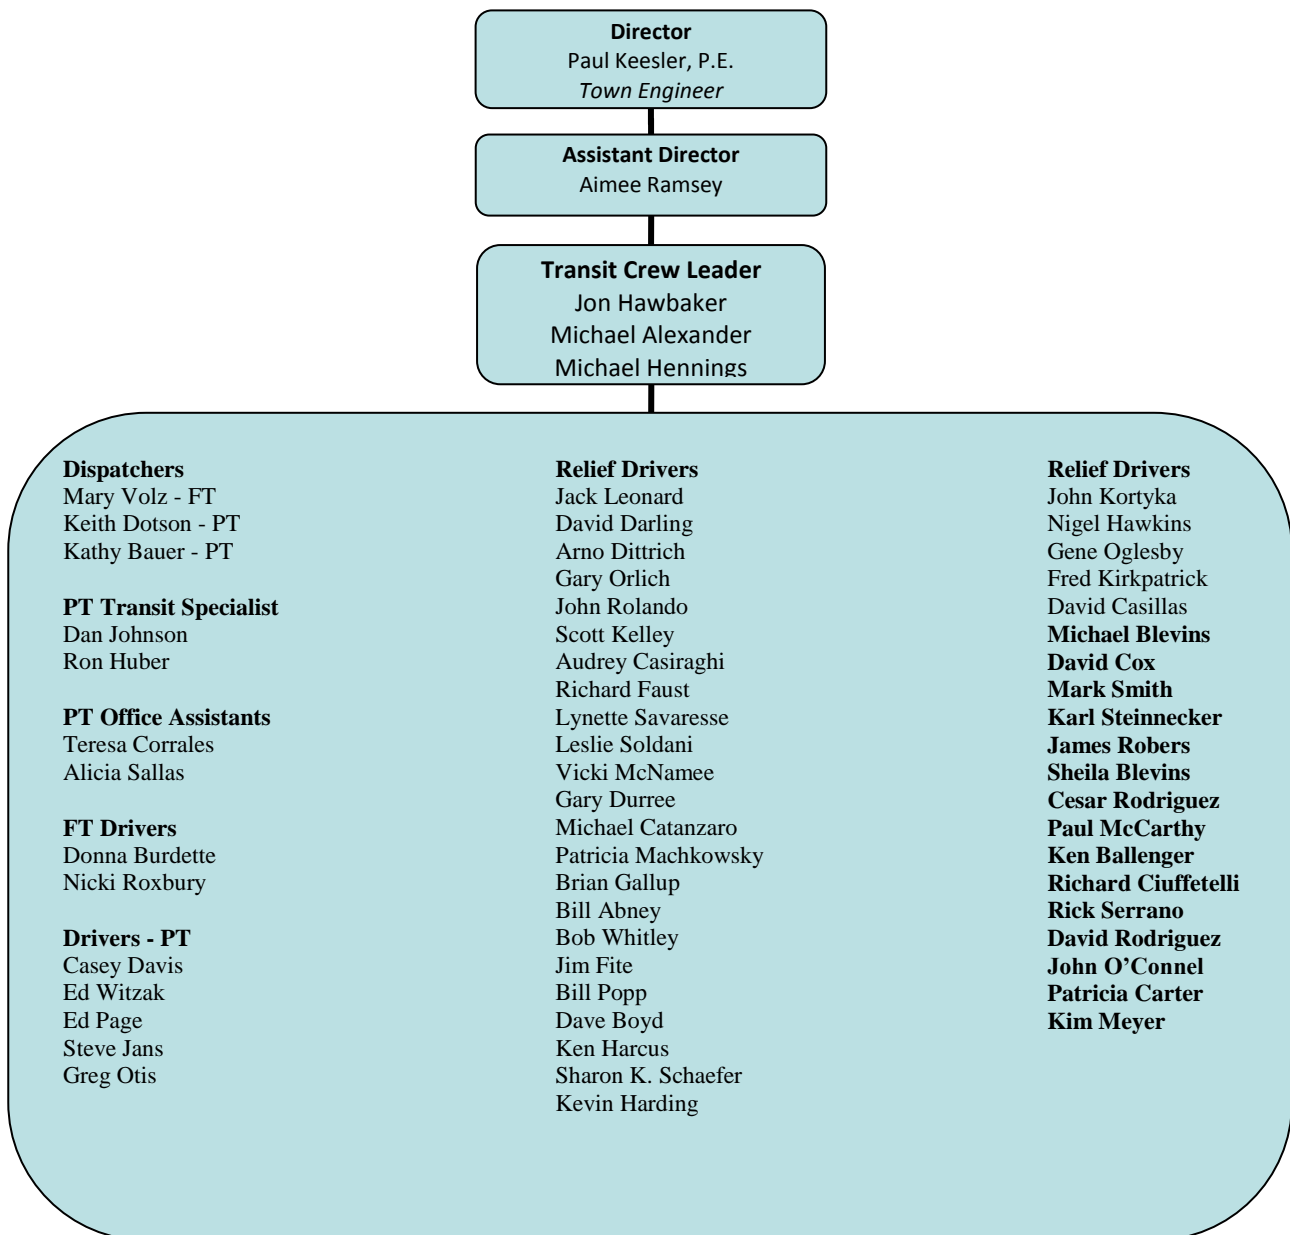 Director
Paul Keesler, P.E.
Town Engineer
Assistant Director
Aimee Ramsey
Transit Crew Leader
Jon Hawbaker
Michael Alexander
Michael Hennings
Dispatchers
Mary Volz - FT
Keith Dotson - PT
Kathy Bauer - PT
PT Transit Specialist
Dan Johnson
Ron Huber
PT Office Assistants
Teresa Corrales
Alicia Sallas
FT Drivers
Donna Burdette
Nicki Roxbury
Drivers - PT
Casey Davis
Ed Witzak
Ed Page
Steve Jans
Greg Otis
Relief Drivers
Jack Leonard
David Darling
Arno Dittrich
Gary Orlich
John Rolando
Scott Kelley
Audrey Casiraghi
Richard Faust
Lynette Savaresse
Leslie Soldani
Vicki McNamee
Gary Durree
Michael Catanzaro
Patricia Machkowsky
Brian Gallup
Bill Abney
Bob Whitley
Jim Fite
Bill Popp
Dave Boyd
Ken Harcus
Sharon K. Schaefer
Kevin Harding
Relief Drivers
John Kortyka
Nigel Hawkins
Gene Oglesby
Fred Kirkpatrick
David Casillas
Michael Blevins
David Cox
Mark Smith
Karl Steinnecker
James Robers
Sheila Blevins
Cesar Rodriguez
Paul McCarthy
Ken Ballenger
Richard Ciuffetelli
Rick Serrano
David Rodriguez
John O’Connel
Patricia Carter
Kim Meyer